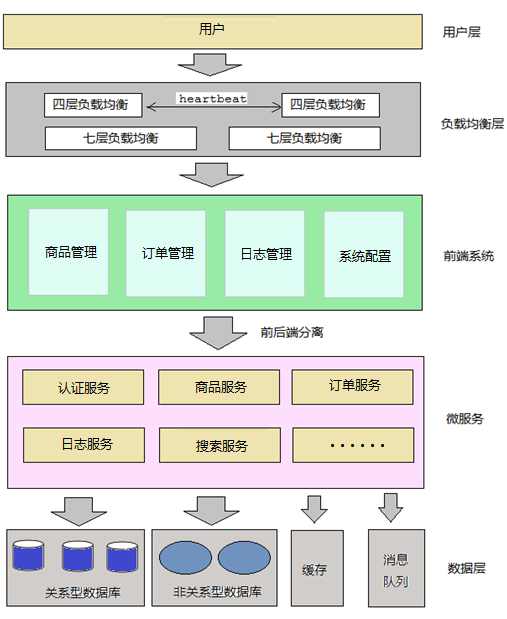 用户
用户层
四层负载均衡
heartbeat
四层负载均衡
七层负载均衡
七层负载均衡
负载均衡层
商品管理
订单管理
日志管理
系统配置
前端系统
前后端分离
认证服务
商品服务
订单服务
日志服务
搜索服务
······
微服务
关系型数据库
非关系型数据库
缓存
消息
队列
数据层